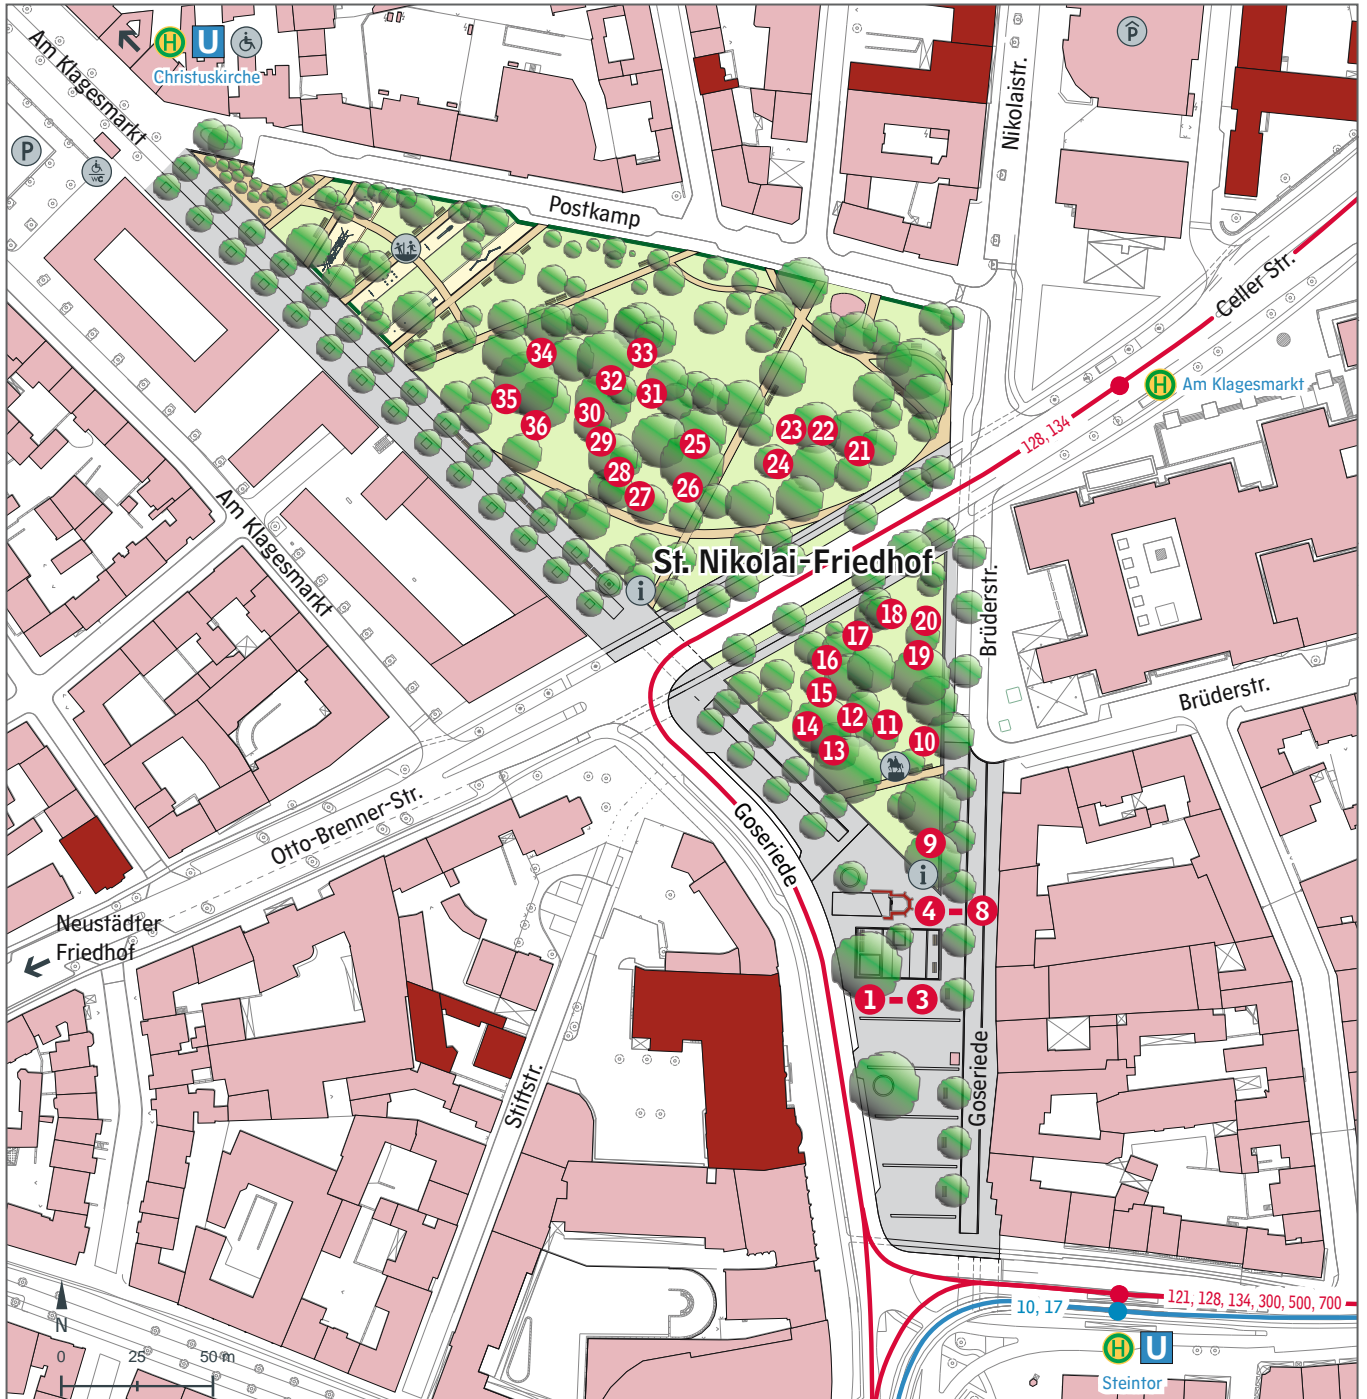 H U
Christuskirche
Am Klagesmarkt
P
WC
P
Nikolaistr.
Postkamp
Celler Str.
H Am Klagesmarkt
128, 134
34
33
32
31
35
30
36
29
25
23
22
21
28
24
26
27
Am Klagesmarkt
St. Nikolai-Friedhof
i
Brüderstr.
18
20
17
16
19
15
Brüderstr.
14
12
11
13
10
Otto-Brenner-Str.
Goseriede
9
i
4 - 8
Neustädter
Friedhof
1 - 3
Stiftstr.
Goseriede
N
0 25 50 m
121, 128, 134, 300, 500, 700
10, 17
H U
Steintor